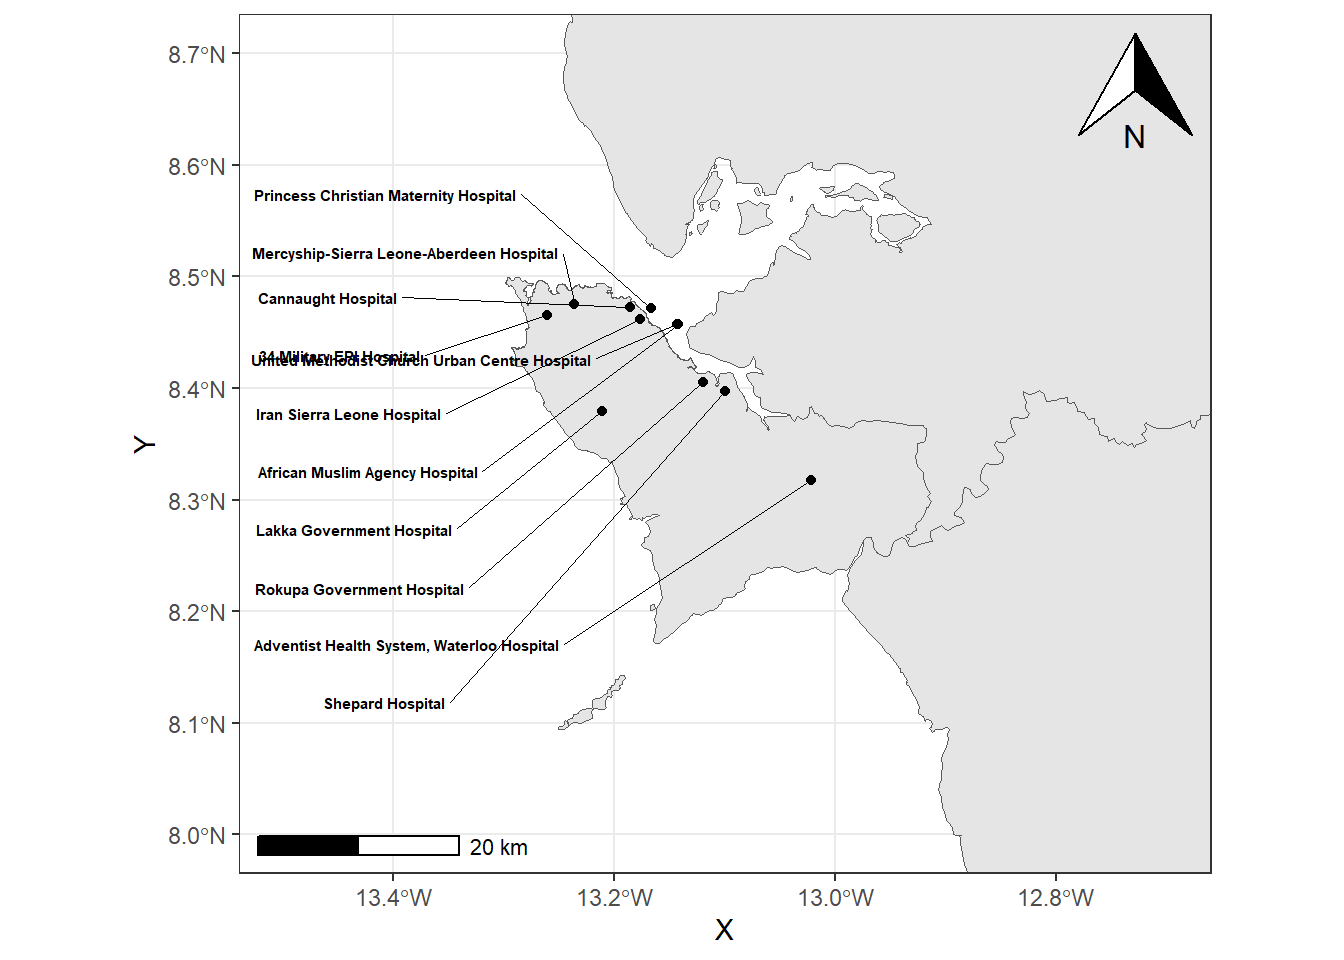 8.7°N
8.6°N
8.5°N
8.4°N
8.3°N
8.2°N
8.1°N
8.0°N
Y
N
Princess Christian Maternity Hospital
Mercyship-Sierra Leone-Aberdeen Hospital
Cannaught Hospital
34 Military EPI Hospital
United Methodist Church Urban Centre Hospital
Iran Sierra Leone Hospital
African Muslim Agency Hospital
Lakka Government Hospital
Rokupa Government Hospital
Adventist Health System, Waterloo Hospital
Shepard Hospital
20 km
13.4°W
13.2°W
13.0°W
12.8°W
X